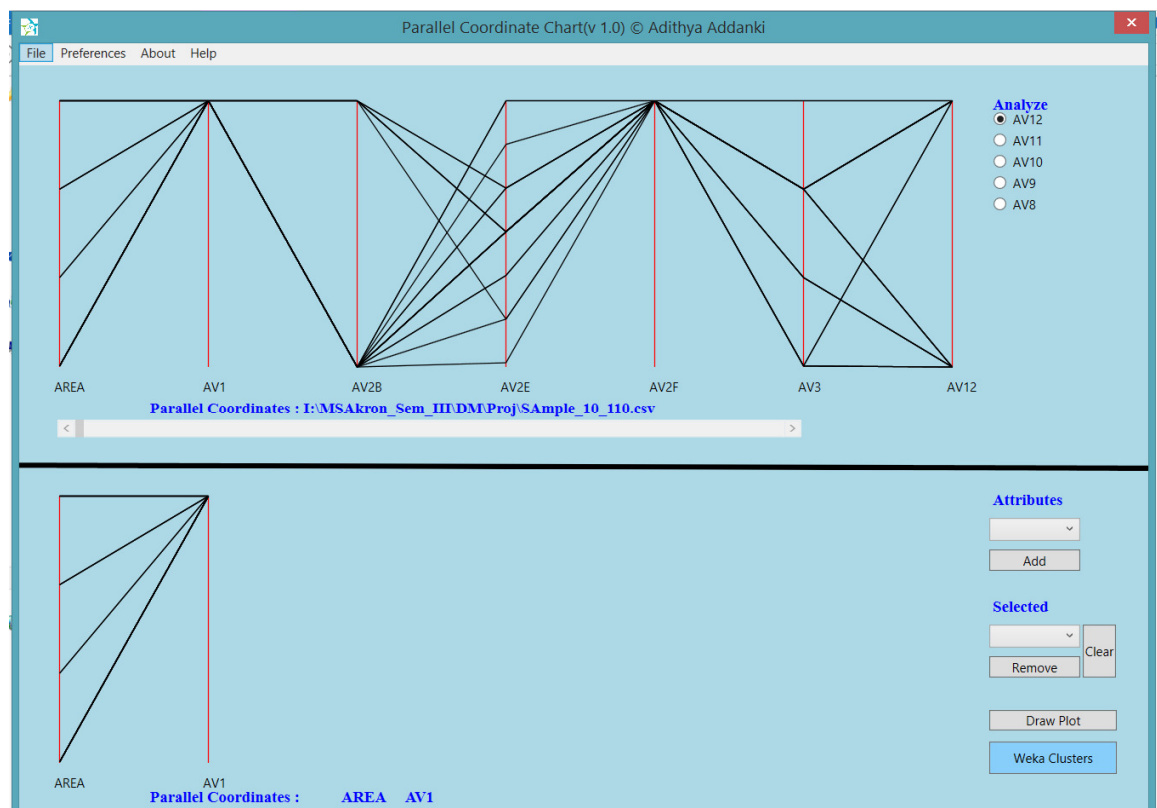 Parallel Coordinate Chart(v 1.0) © Adithya Addanki
File Preferences About Help
Analyze
AV12
AV11
AV10
AV9
AV8
AREA AV1 AV2B AV2E AV2F AV3 AV12
Parallel Coordinates : I:\MSAkron_Sem_III\DM\Proj\SAmple_10_110.csv
Attributes
Add
Selected
Clear
Remove
Draw Plot
Weka Clusters
AREA AV1
Parallel Coordinates : AREA AV1